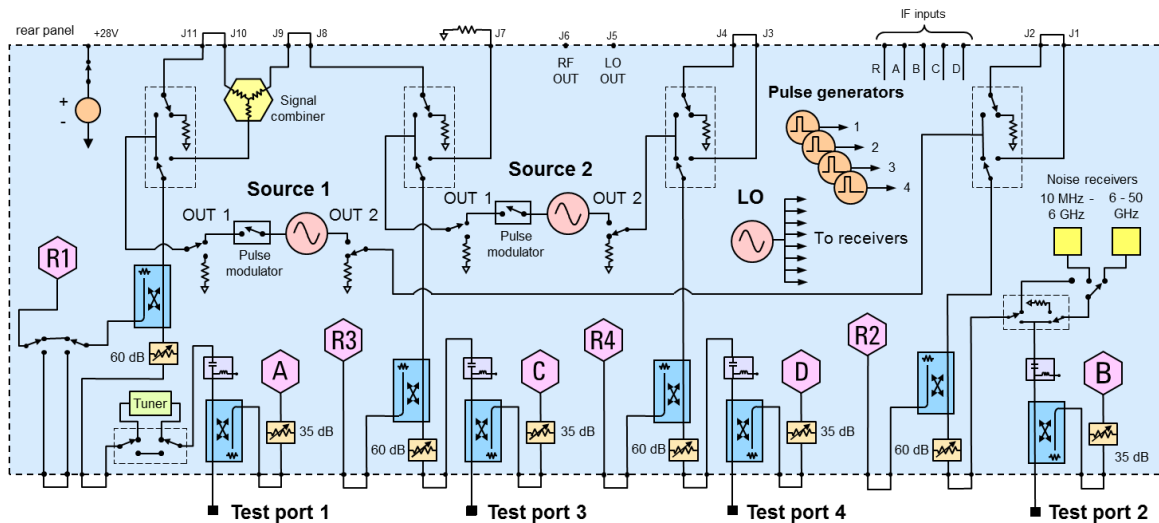 rear panel
+28V
J11
J10
J9
J8
J7
J6
J5
J4
J3
IF inputs
J2
J1
RF
OUT
LO
OUT
R
A
B
C
D
+
-
Signal
combiner
Pulse generators
1
2
3
4
Source 1
Source 2
OUT 1
OUT 2
OUT 1
OUT 2
Pulse
modulator
Pulse
modulator
LO
To receivers
Noise receivers
10 MHz -
6 GHz
6 - 50
GHz
R1
R3
R4
R2
60 dB
A
C
D
B
Tuner
35 dB
60 dB
35 dB
60 dB
35 dB
60 dB
35 dB
Test port 1
Test port 3
Test port 4
Test port 2